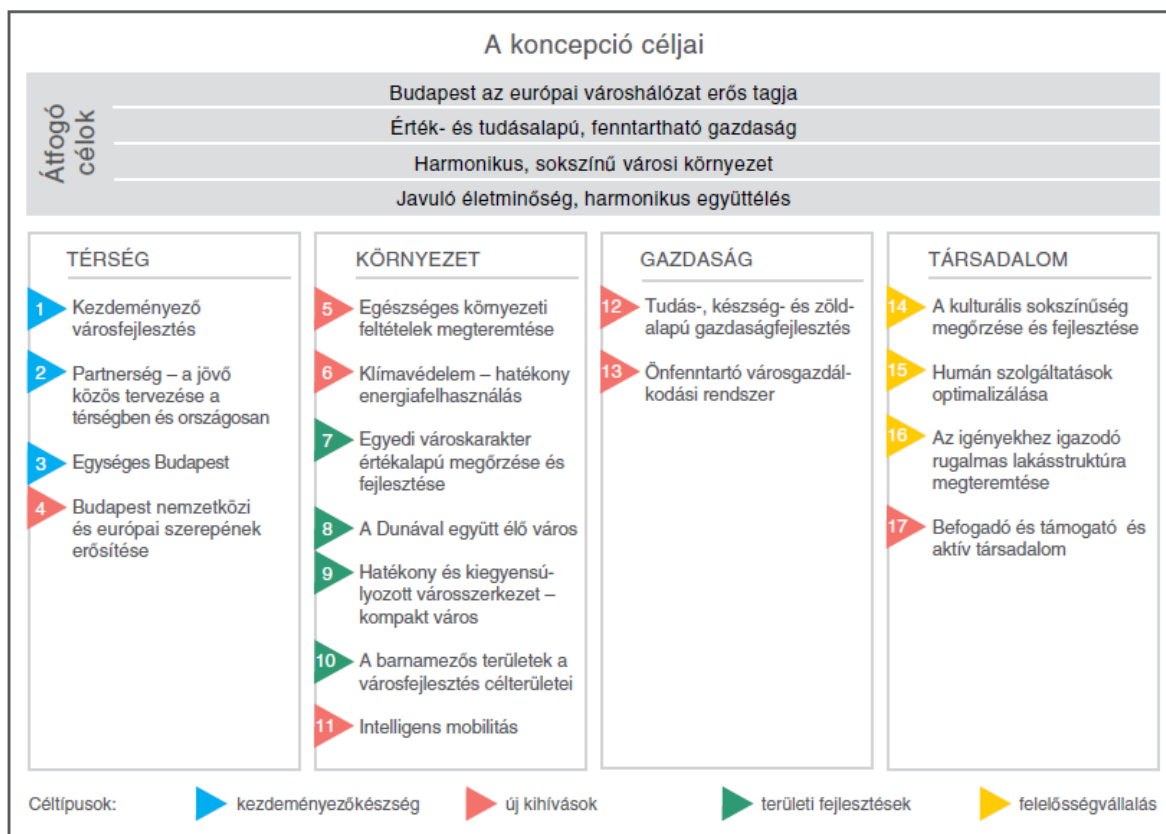 A koncepció céljai
Átfogó
célok
Budapest az európai városhálózat erős tagja
Érték- és tudásalapú, fenntartható gazdaság
Harmonikus, sokszínű városi környezet
Javuló életminőség, harmonikus együttélés
TÉRSÉG
1 Kezdeményező
városfejlesztés
2 Partnerség – a jövő
közös tervezése a
térségben és országosan
3 Egységes Budapest
4 Budapest nemzetközi
és európai szerepének
erősítése
KÖRNYEZET
5 Egészséges környezeti
feltételek megteremtése
6 Klímavédelem – hatékony
energiafelhasználás
7 Egyedi városkarakter
értékalapú megőrzése és
fejlesztése
8 A Dunával együtt élő város
9 Hatékony és kiegyensú-
lyozott városszerkezet –
kompakt város
10 A barnamezős területek a
városfejlesztés célterületei
11 Intelligens mobilitás
GAZDASÁG
12 Tudás-, készség- és zöld-
alapú gazdaságfejlesztés
13 Önfenntartó városgazdál-
kodási rendszer
TÁRSADALOM
14 A kulturális sokszínűség
megőrzése és fejlesztése
15 Humán szolgáltatások
optimalizálása
16 Az igényekhez igazodó
rugalmas lakásstruktúra
megteremtése
17 Befogadó és támogató és
aktív társadalom
Céltípusok: kezdeményezőkészség új kihívások területi fejlesztések felelősségvállalás